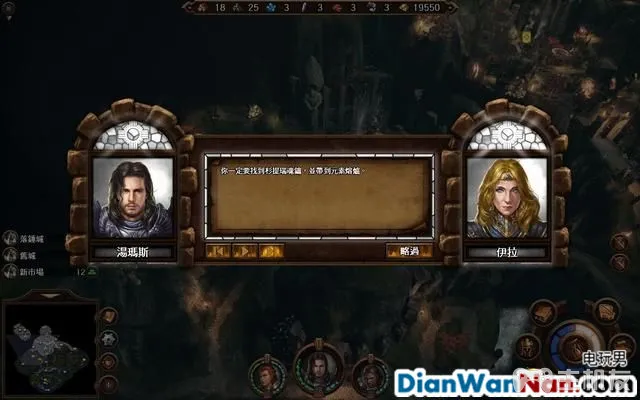 18 25 3 3 3 3 19550
你一定要找到杉提瑞魂鑰，並帶到元素熔爐。
湯瑪斯
略過
伊拉
落錘城
舊城
新市場
12
电玩男
DianWanNan.com